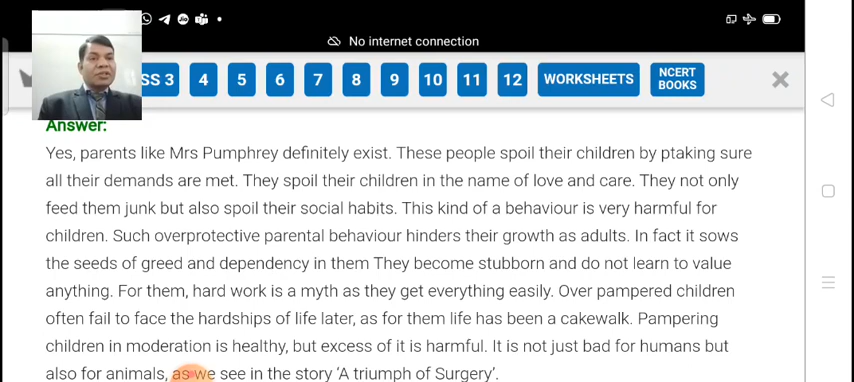 No internet connection
SS 3 4 5 6 7 8 9 10 11 12 WORKSHEETS NCERT BOOKS
Answer:
Yes, parents like Mrs Pumphrey definitely exist. These people spoil their children by ptaking sure
all their demands are met. They spoil their children in the name of love and care. They not only
feed them junk but also spoil their social habits. This kind of a behaviour is very harmful for
children. Such overprotective parental behaviour hinders their growth as adults. In fact it sows
the seeds of greed and dependency in them They become stubborn and do not learn to value
anything. For them, hard work is a myth as they get everything easily. Over pampered children
often fail to face the hardships of life later, as for them life has been a cakewalk. Pampering
children in moderation is healthy, but excess of it is harmful. It is not just bad for humans but
also for animals, as we see in the story ‘A triumph of Surgery’.